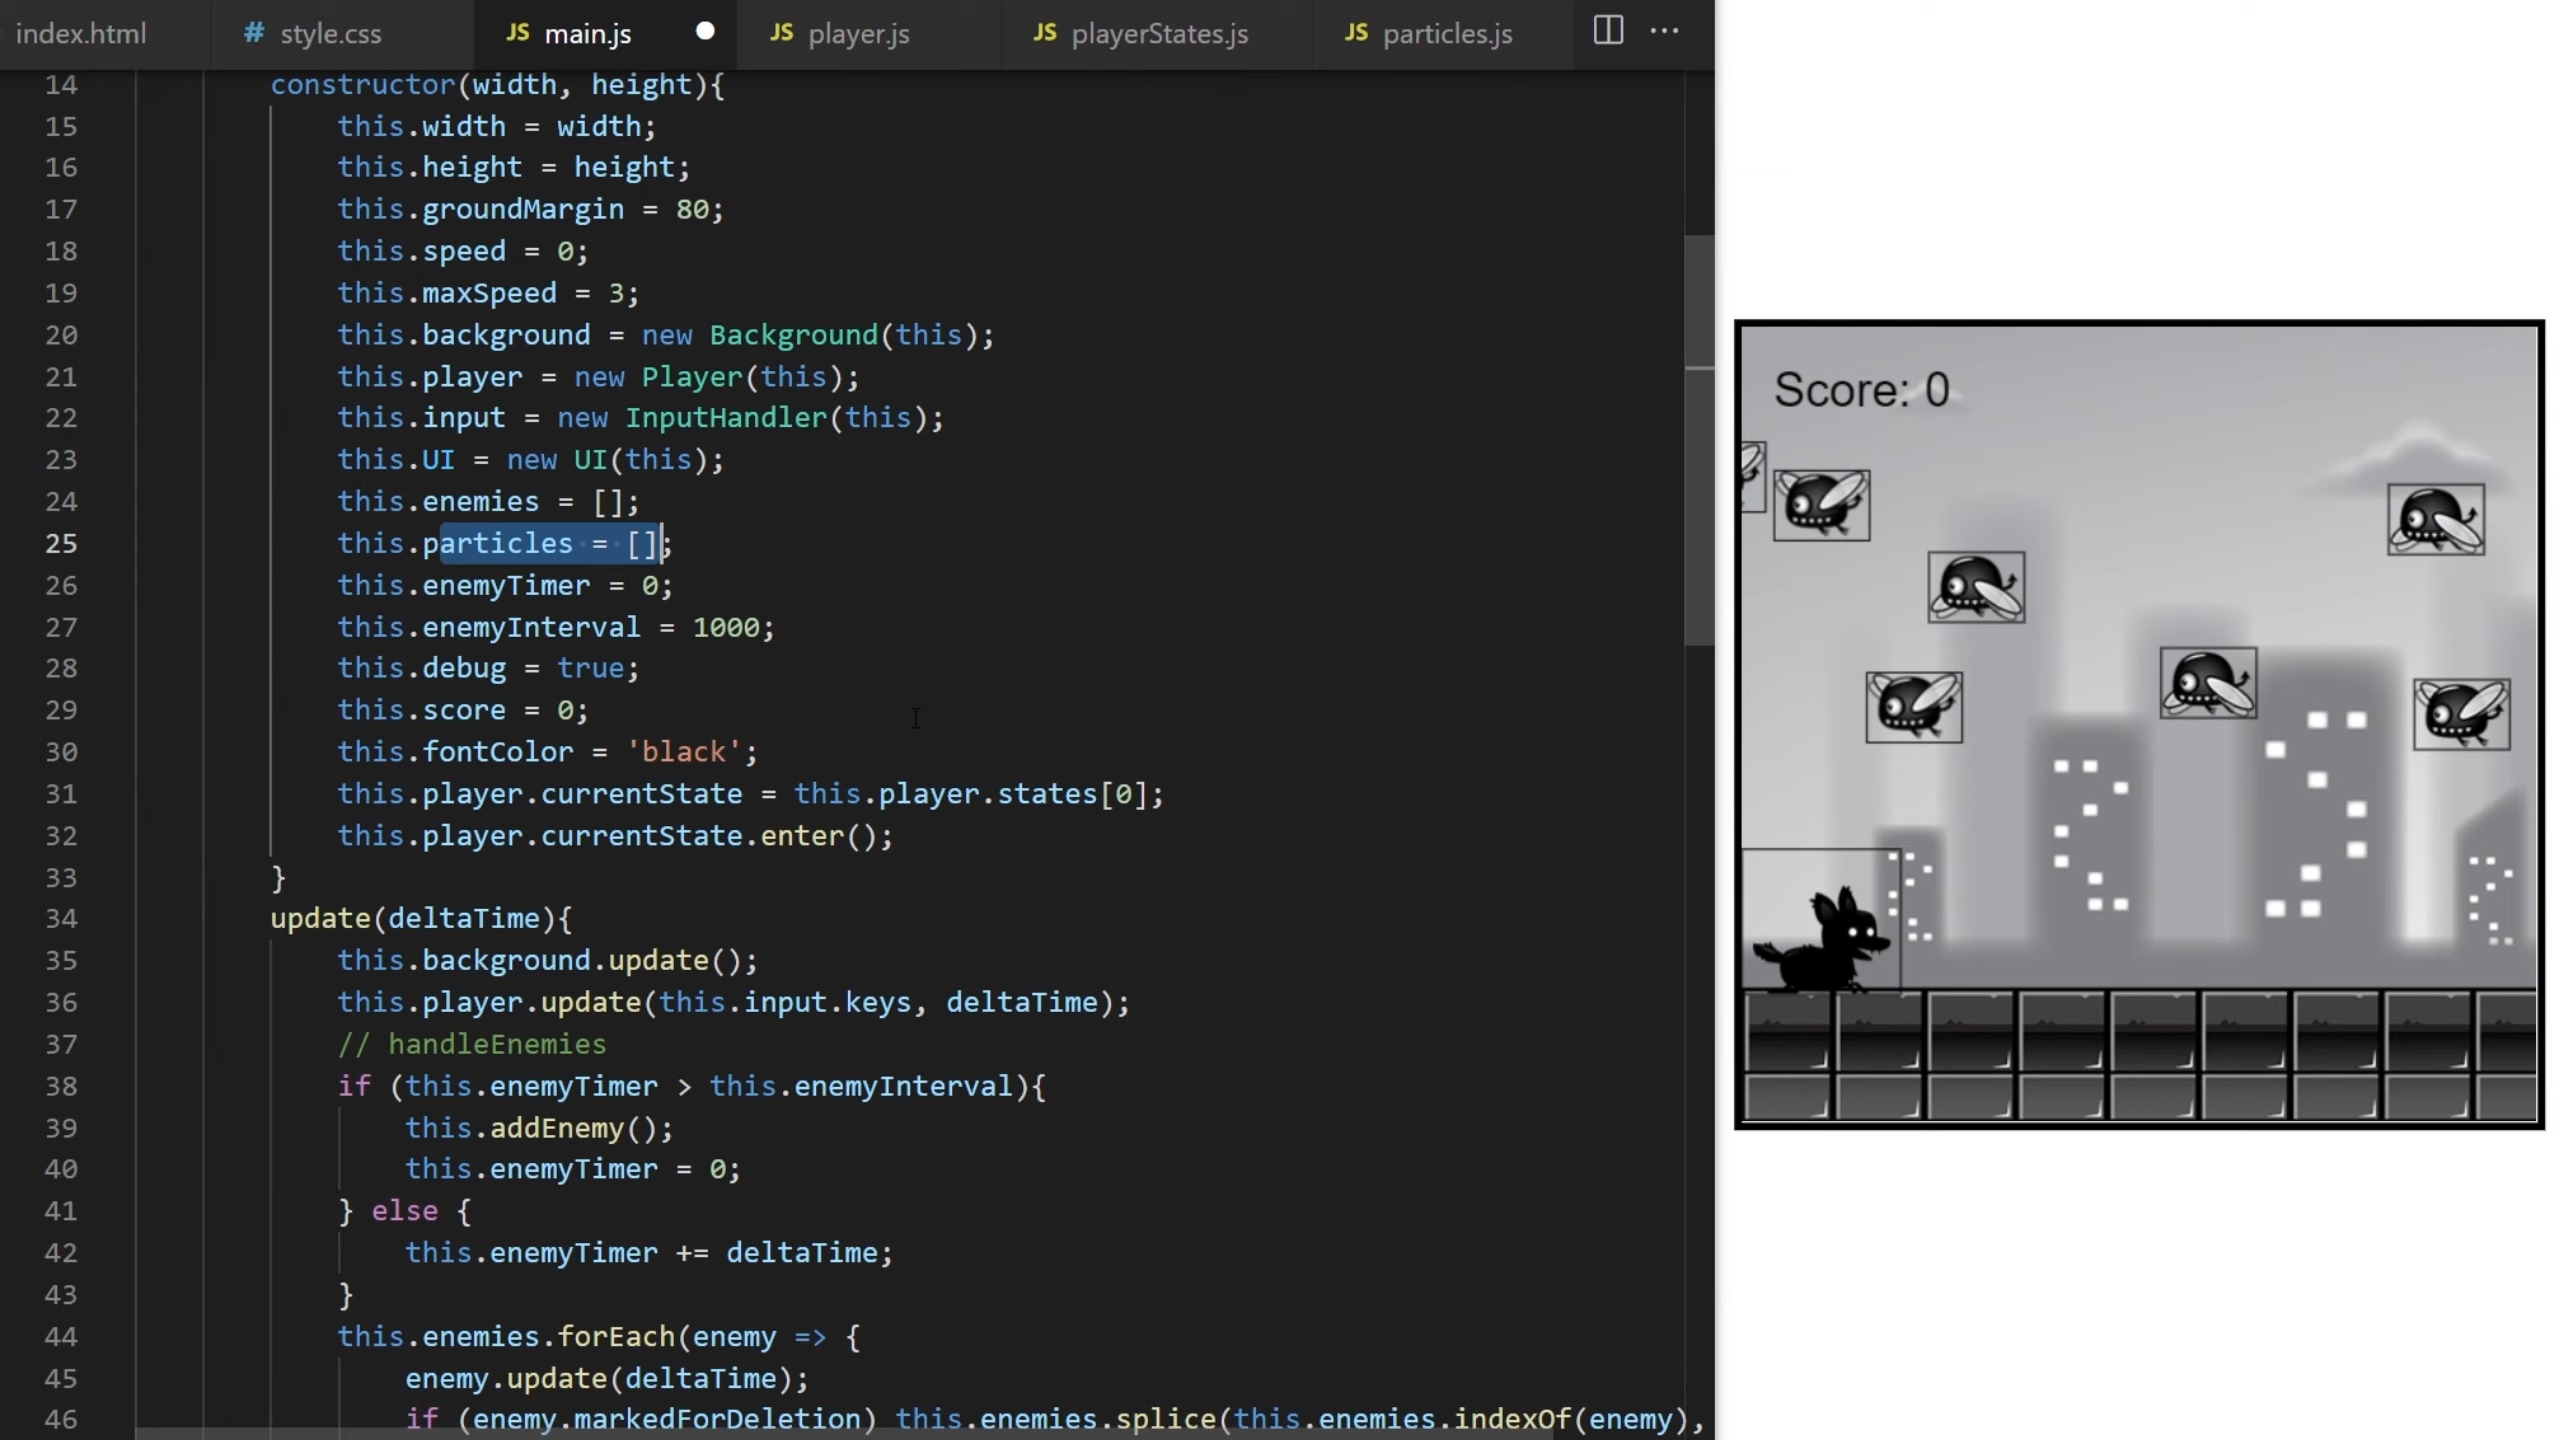 index.html # style.css JS main.js JS player.js JS playerStates.js JS particles.js ...
14 constructor(width, height){
15 this.width = width;
16 this.height = height;
17 this.groundMargin = 80;
18 this.speed = 0;
19 this.maxSpeed = 3;
20 this.background = new Background(this);
21 this.player = new Player(this);
22 this.input = new InputHandler(this);
23 this.UI = new UI(this);
24 this.enemies = [];
25 this.particles = [];
26 this.enemyTimer = 0;
27 this.enemyInterval = 1000;
28 this.debug = true;
29 this.score = 0;
30 this.fontColor = 'black';
31 this.player.currentState = this.player.states[0];
32 this.player.currentState.enter();
33 }
34 update(deltaTime){
35 this.background.update();
36 this.player.update(this.input.keys, deltaTime);
37 // handleEnemies
38 if (this.enemyTimer > this.enemyInterval){
39 this.addEnemy();
40 this.enemyTimer = 0;
41 } else {
42 this.enemyTimer += deltaTime;
43 }
44 this.enemies.forEach(enemy => {
45 enemy.update(deltaTime);
46 if (enemy.markedForDeletion) this.enemies.splice(this.enemies.indexOf(enemy),
Score: 0